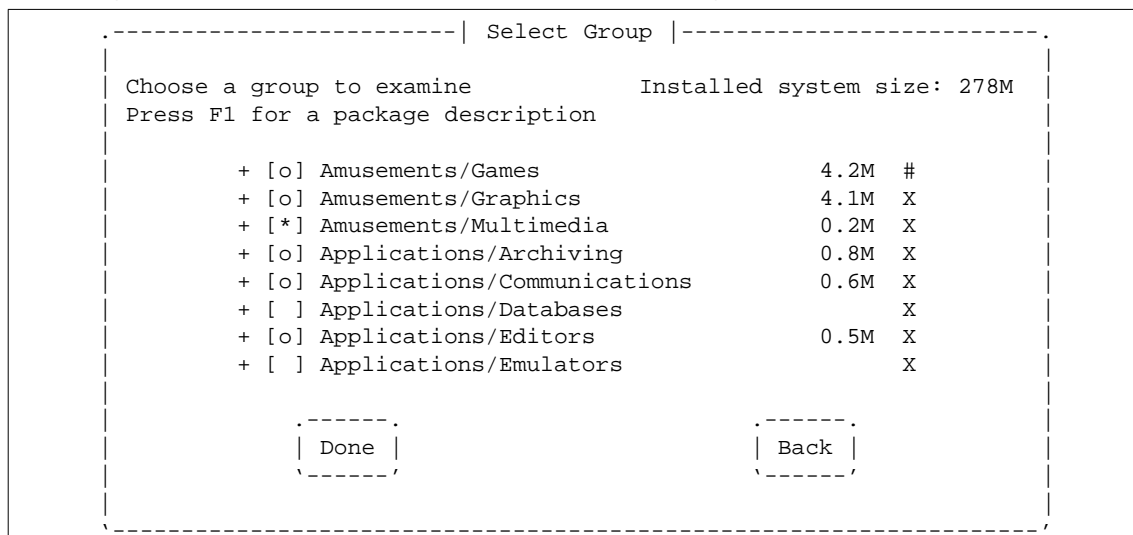 Select Group
Choose a group to examine Installed system size: 278M
Press F1 for a package description
+ [o] Amusements/Games 4.2M #
+ [o] Amusements/Graphics 4.1M X
+ [*] Amusements/Multimedia 0.2M X
+ [o] Applications/Archiving 0.8M X
+ [o] Applications/Communications 0.6M X
+ [ ] Applications/Databases X
+ [o] Applications/Editors 0.5M X
+ [ ] Applications/Emulators X
Done Back